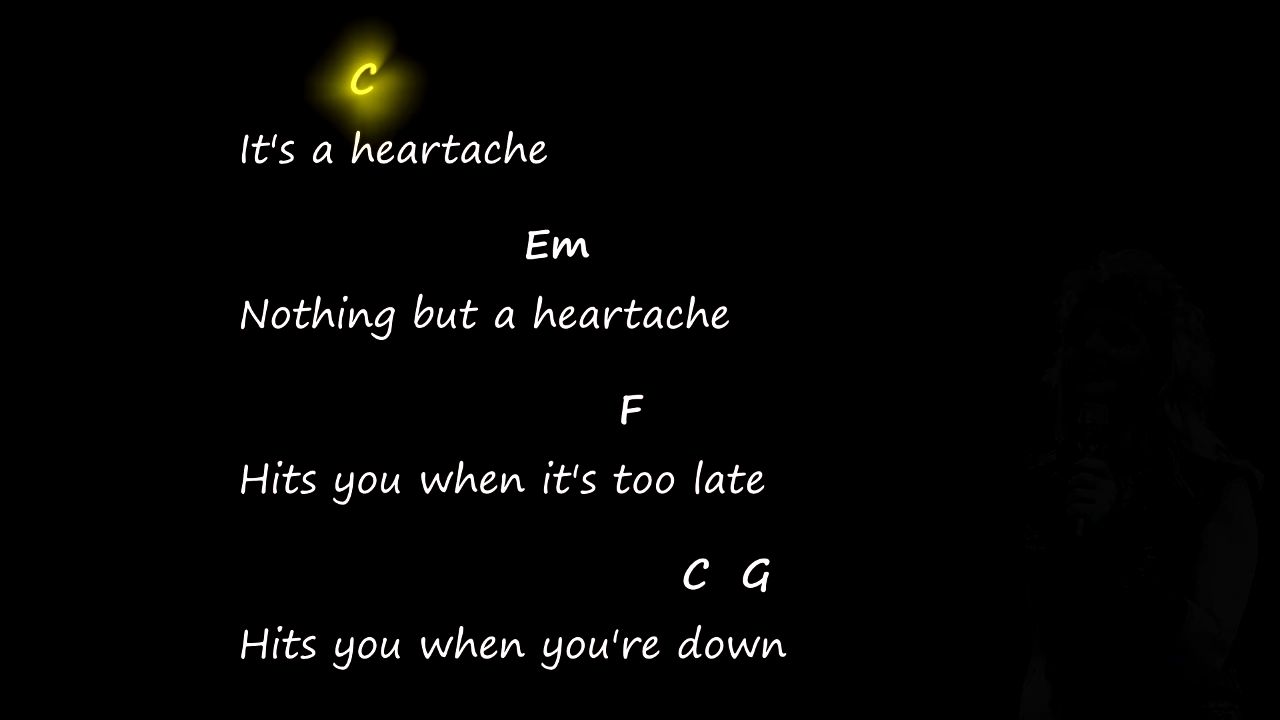 C
It's a heartache
Em
Nothing but a heartache
F
Hits you when it's too late
C G
Hits you when you're down